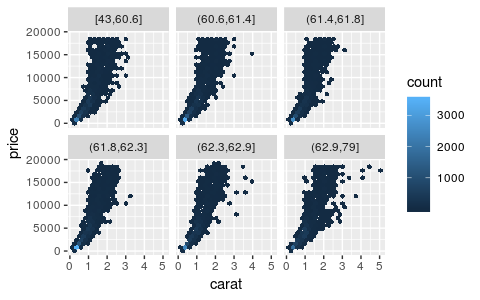 [43,60.6] (60.6,61.4] (61.4,61.8]
20000
15000
10000
5000
0
(61.8,62.3] (62.3,62.9] (62.9,79]
20000
15000
10000
5000
0
0 1 2 3 4 5 0 1 2 3 4 5 0 1 2 3 4 5
carat
price
count
3000
2000
1000